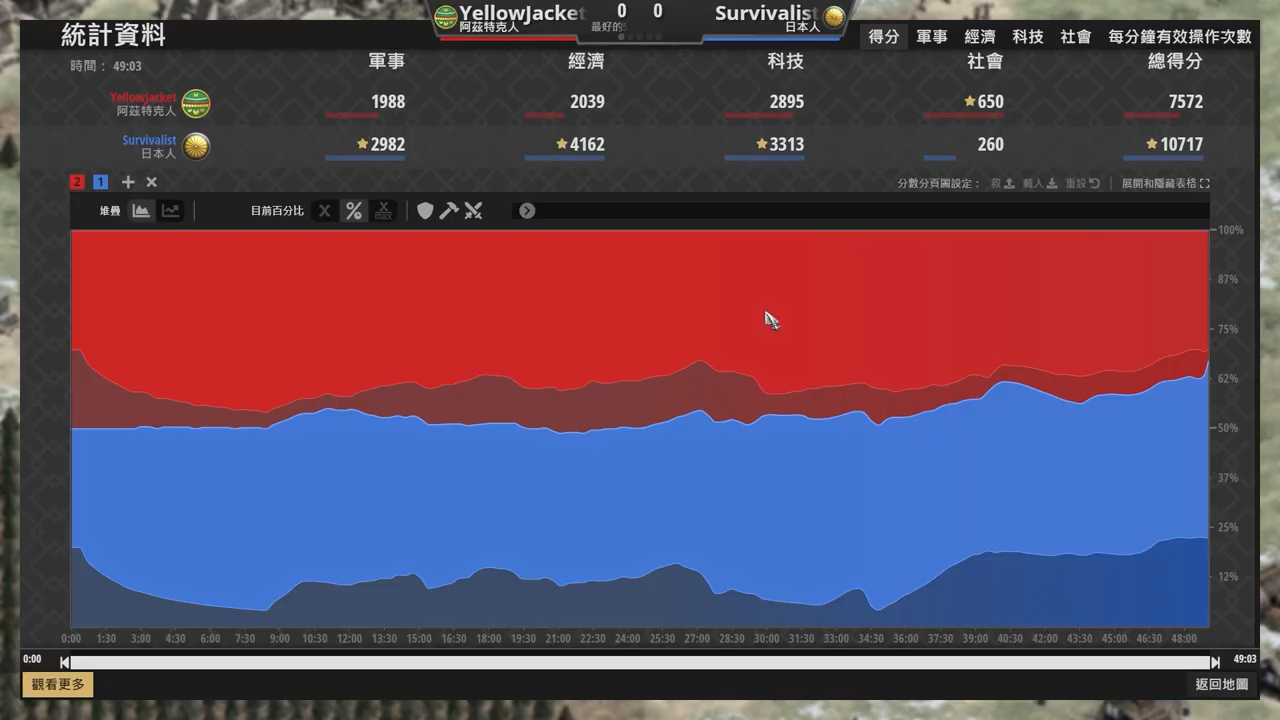 YellowJacket 0 0 Survivalist
阿茲特克人 最好的 日本人
統計資料 得分 軍事 經濟 科技 社會 每分鐘有效操作次數
時間： 49:03 軍事 經濟 科技 社會 總得分
YellowJacket 1988 2039 2895 650 7572
阿茲特克人
Survivalist 2982 4162 3313 260 10717
日本人
2 1 分數分頁圖設定： 載入 重設 展開和隱藏表格
堆疊 目前百分比 X % X max
100%
87%
75%
62%
50%
37%
25%
12%
0:00 1:30 3:00 4:30 6:00 7:30 9:00 10:30 12:00 13:30 15:00 16:30 18:00 19:30 21:00 22:30 24:00 25:30 27:00 28:30 30:00 31:30 33:00 34:30 36:00 37:30 39:00 40:30 42:00 43:30 45:00 46:30 48:00
0:00 49:03
觀看更多 返回地圖